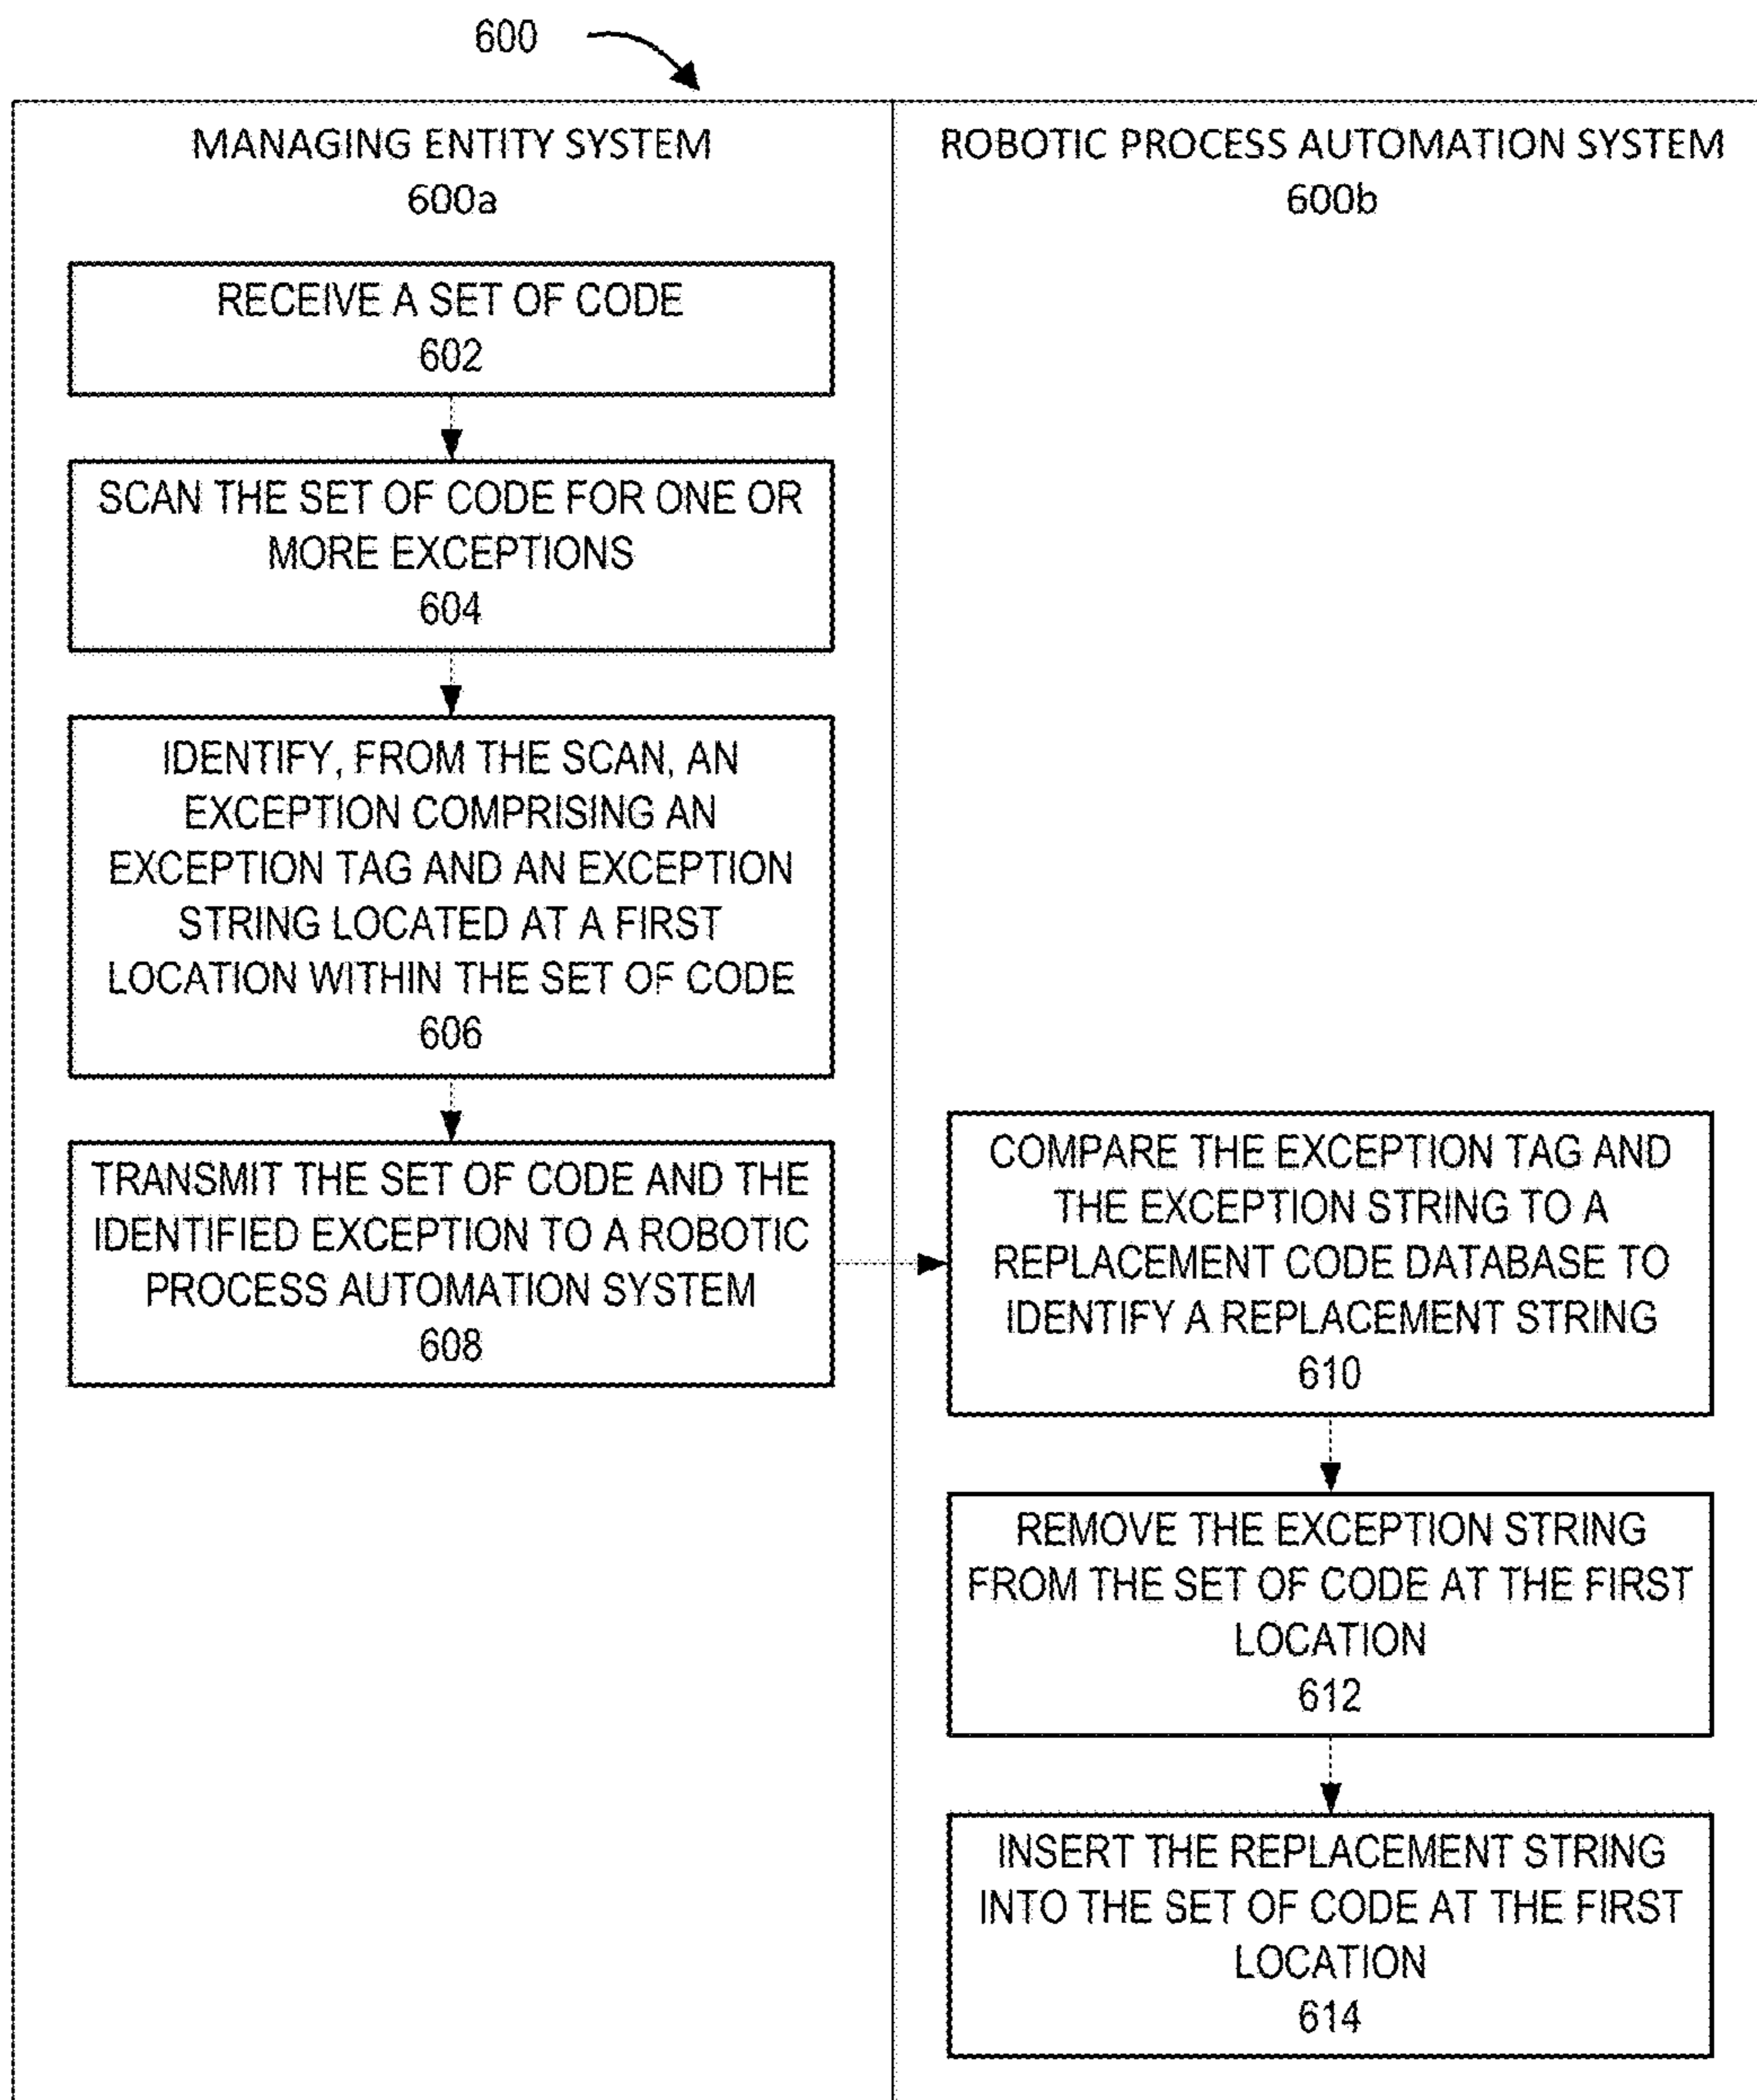 600
MANAGING ENTITY SYSTEM
600a
RECEIVE A SET OF CODE
602
SCAN THE SET OF CODE FOR ONE OR
MORE EXCEPTIONS
604
IDENTIFY, FROM THE SCAN, AN
EXCEPTION COMPRISING AN
EXCEPTION TAG AND AN EXCEPTION
STRING LOCATED AT A FIRST
LOCATION WITHIN THE SET OF CODE
606
TRANSMIT THE SET OF CODE AND THE
IDENTIFIED EXCEPTION TO A ROBOTIC
PROCESS AUTOMATION SYSTEM
608
ROBOTIC PROCESS AUTOMATION SYSTEM
600b
COMPARE THE EXCEPTION TAG AND
THE EXCEPTION STRING TO A
REPLACEMENT CODE DATABASE TO
IDENTIFY A REPLACEMENT STRING
610
REMOVE THE EXCEPTION STRING
FROM THE SET OF CODE AT THE FIRST
LOCATION
612
INSERT THE REPLACEMENT STRING
INTO THE SET OF CODE AT THE FIRST
LOCATION
614